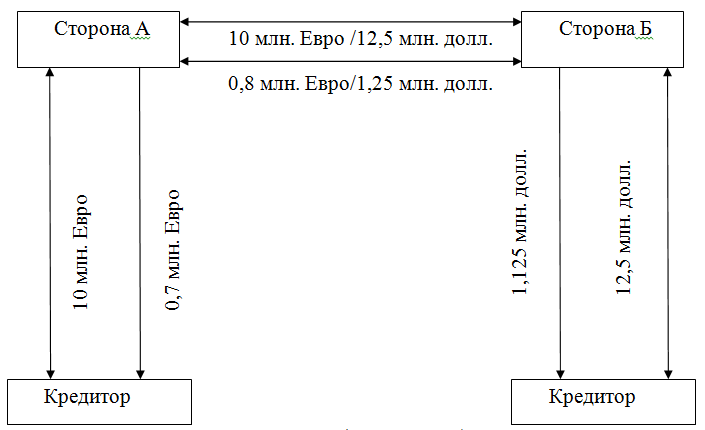 Сторона А
Сторона Б
10 млн. Евро /12,5 млн. долл.
0,8 млн. Евро/1,25 млн. долл.
10 млн. Евро
0,7 млн. Евро
1,125 млн. долл.
12,5 млн. долл.
Кредитор
Кредитор